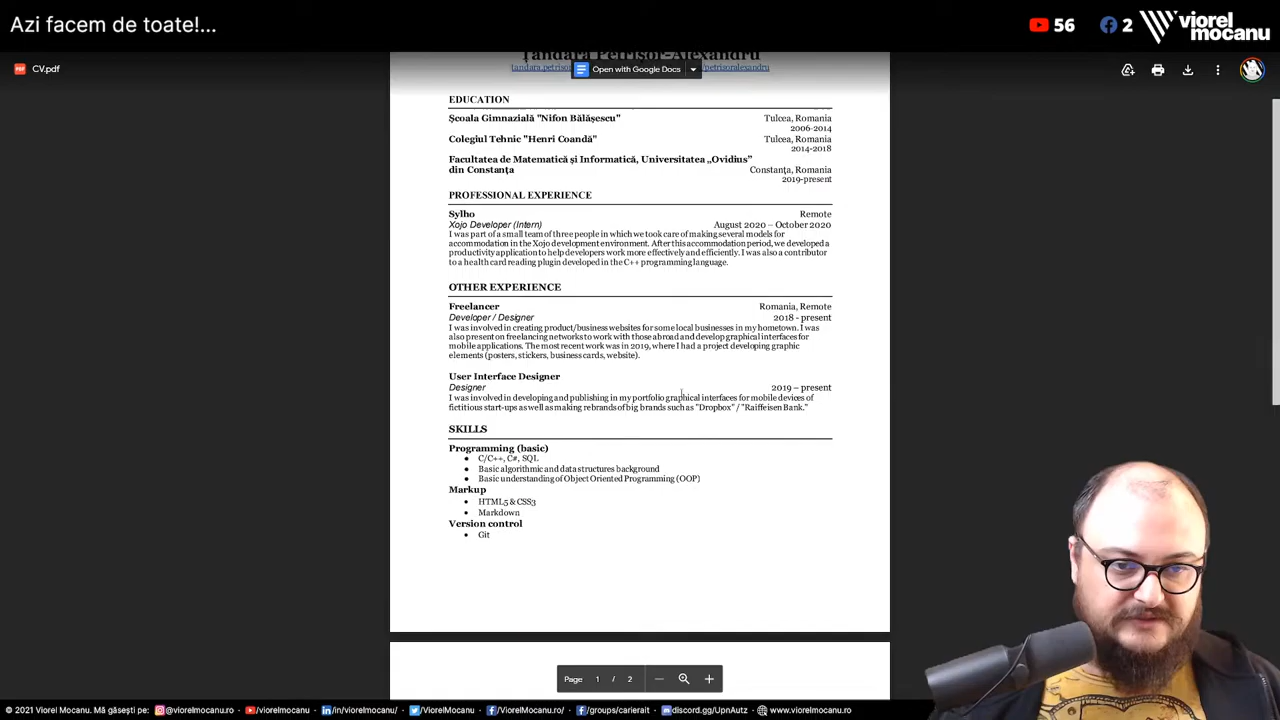 Azi facem de toate!...
56
2
viorel
mocanu
PDF
CV.pdf
Țandara Petrișor-Alexandru
Open with Google Docs
EDUCATION
Școala Gimnazială "Nifon Bălășescu"
Tulcea, Romania
2006-2014
Colegiul Tehnic "Henri Coandă"
Tulcea, Romania
2014-2018
Facultatea de Matematică și Informatică, Universitatea „Ovidius”
din Constanța
Constanța, Romania
2019-present
PROFESSIONAL EXPERIENCE
Sylho
Remote
Xojo Developer (Intern)
August 2020 – October 2020
I was part of a small team of three people in which we took care of making several models for
accommodation in the Xojo development environment. After this accommodation period, we developed a
productivity application to help developers work more effectively and efficiently. I was also a contributor
to a health card reading plugin developed in the C++ programming language.
OTHER EXPERIENCE
Freelancer
Romania, Remote
Developer / Designer
2018 - present
I was involved in creating product/business websites for some local businesses in my hometown. I was
also present on freelancing networks to work with those abroad and develop graphical interfaces for
mobile applications. The most recent work was in 2019, where I had a project developing graphic
elements (posters, stickers, business cards, website).
User Interface Designer
Designer
2019 – present
I was involved in developing and publishing in my portfolio graphical interfaces for mobile devices of
fictitious start-ups as well as making rebrands of big brands such as "Dropbox" / "Raiffeisen Bank."
SKILLS
Programming (basic)
● C/C++, C#, SQL
● Basic algorithmic and data structures background
● Basic understanding of Object Oriented Programming (OOP)
Markup
● HTML5 & CSS3
● Markdown
Version control
● Git
Page 1 / 2
© 2021 Viorel Mocanu. Mă găsești pe: @viorelmocanu.ro /viorelmocanu in/viorelmocanu/ /ViorelMocanu /ViorelMocanu.ro/ /groups/carierait discord.gg/UpnAutz www.viorelmocanu.ro